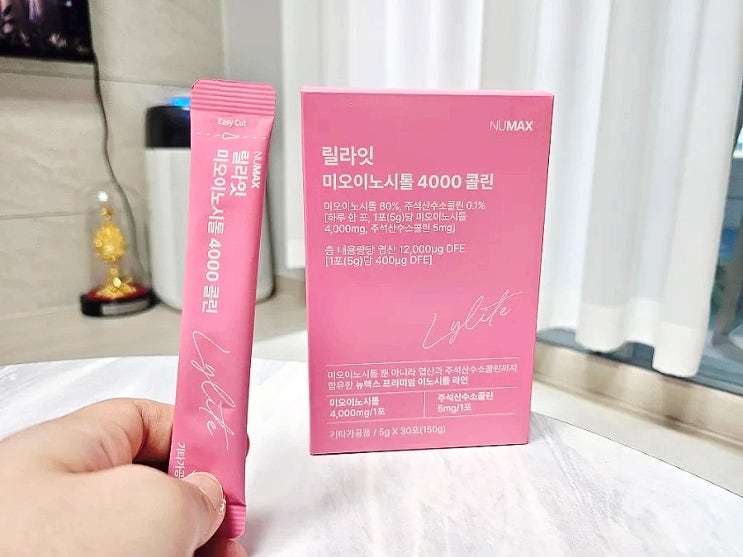 Easy Cut
NUMAX
릴라잇
미오이노시톨 4000 콜린
Lylite
기타가공
NUMAX
릴라잇
미오이노시톨 4000 콜린
미오이노시톨 80%, 주석산수소콜린 0.1%
[하루 한 포, 1포(5g)당 미오이노시톨
4,000mg, 주석산수소콜린 5mg]
총 내용량당 엽산 12,000μg DFE
[1포(5g)당 400μg DFE]
Lylite
미오이노시톨 뿐 아니라 엽산과 주석산수소콜린까지
함유한 뉴맥스 프리미엄 이노시톨 라인
미오이노시톨
4,000mg/1포
주석산수소콜린
5mg/1포
기타가공품 / 5g X 30포(150g)